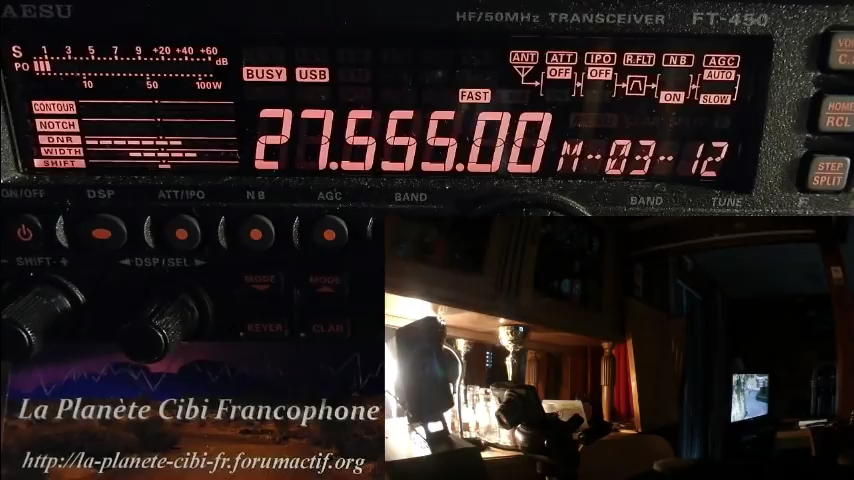 AESU
HF/50MHz TRANSCEIVER FT-450
S 1 3 5 7 9 +20 +40 +60 dB
PO
10 50 100W
BUSY USB
FAST
ANT ATT IPO R.FLT NB AGC
OFF OFF AUTO
ON SLOW
CONTOUR
NOTCH
DNR
WIDTH
SHIFT
27.555.00 M-03-12
HOME
RCL
STEP
SPLIT
ON/OFF DSP ATT/IPO NB AGC BAND BAND TUNE
SHIFT DSP/SEL
MODE MODE
KEYER CLAR
La Planète Cibi Francophone
http://la-planete-cibi-fr.forumactif.org